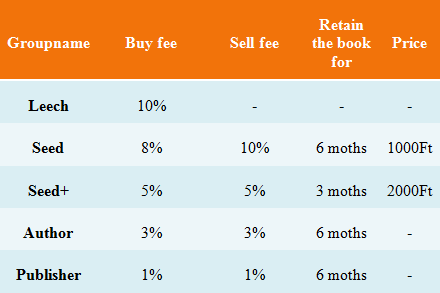 Groupname Buy fee Sell fee Retain the book for Price
Leech 10% - - -
Seed 8% 10% 6 moths 1000Ft
Seed+ 5% 5% 3 moths 2000Ft
Author 3% 3% 6 moths -
Publisher 1% 1% 6 moths -